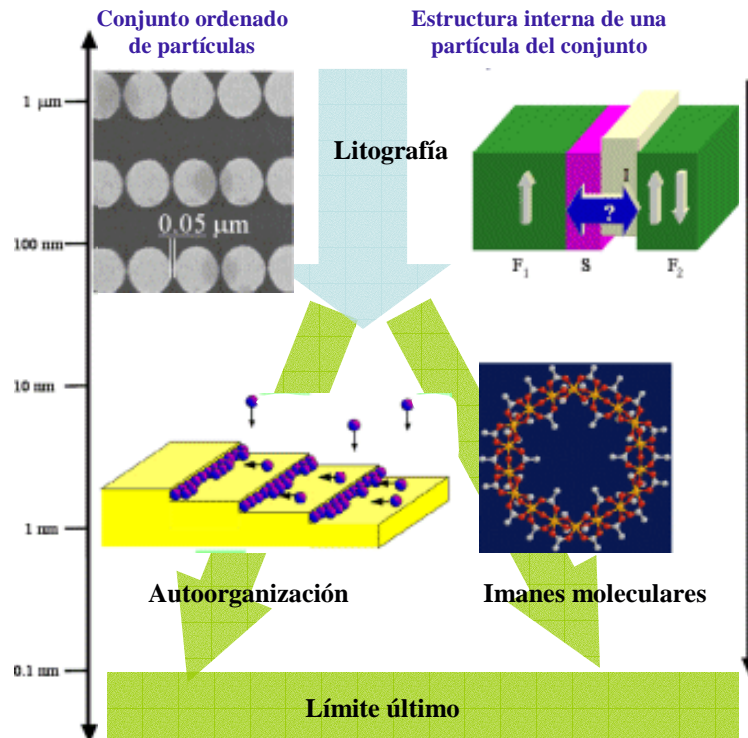 Conjunto ordenado
de partículas
Estructura interna de una
partícula del conjunto
1 µm
Litografía
I
?
0.05 µm
100 nm
F1
S
F2
10 nm
1 nm
Autoorganización
Imanes moleculares
0.1 nm
Límite último